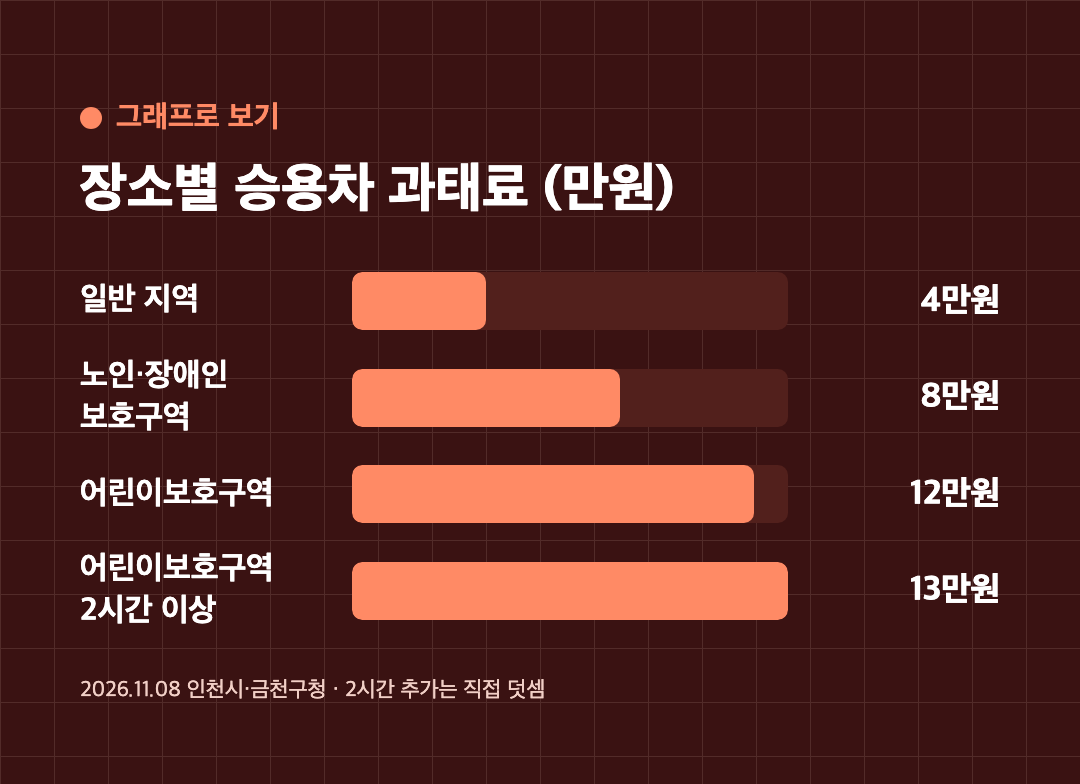 그래프로 보기
장소별 승용차 과태료 (만원)
일반 지역
4만원
노인·장애인
보호구역
8만원
어린이보호구역
12만원
어린이보호구역
2시간 이상
13만원
2026.11.08 인천시·금천구청 · 2시간 추가는 직접 덧셈